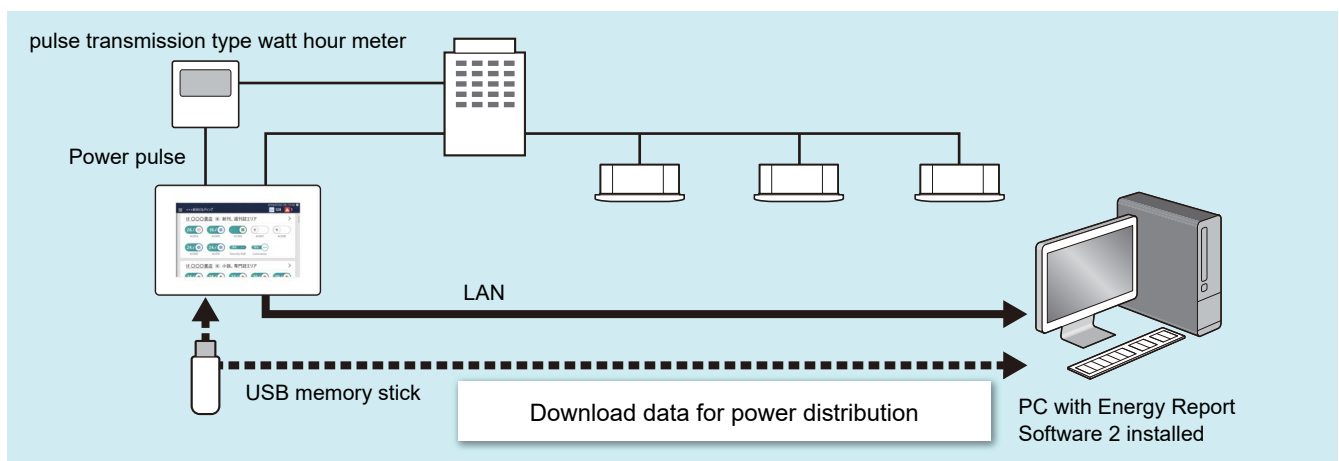 pulse transmission type watt hour meter
Power pulse
LAN
USB memory stick
Download data for power distribution
PC with Energy Report
Software 2 installed